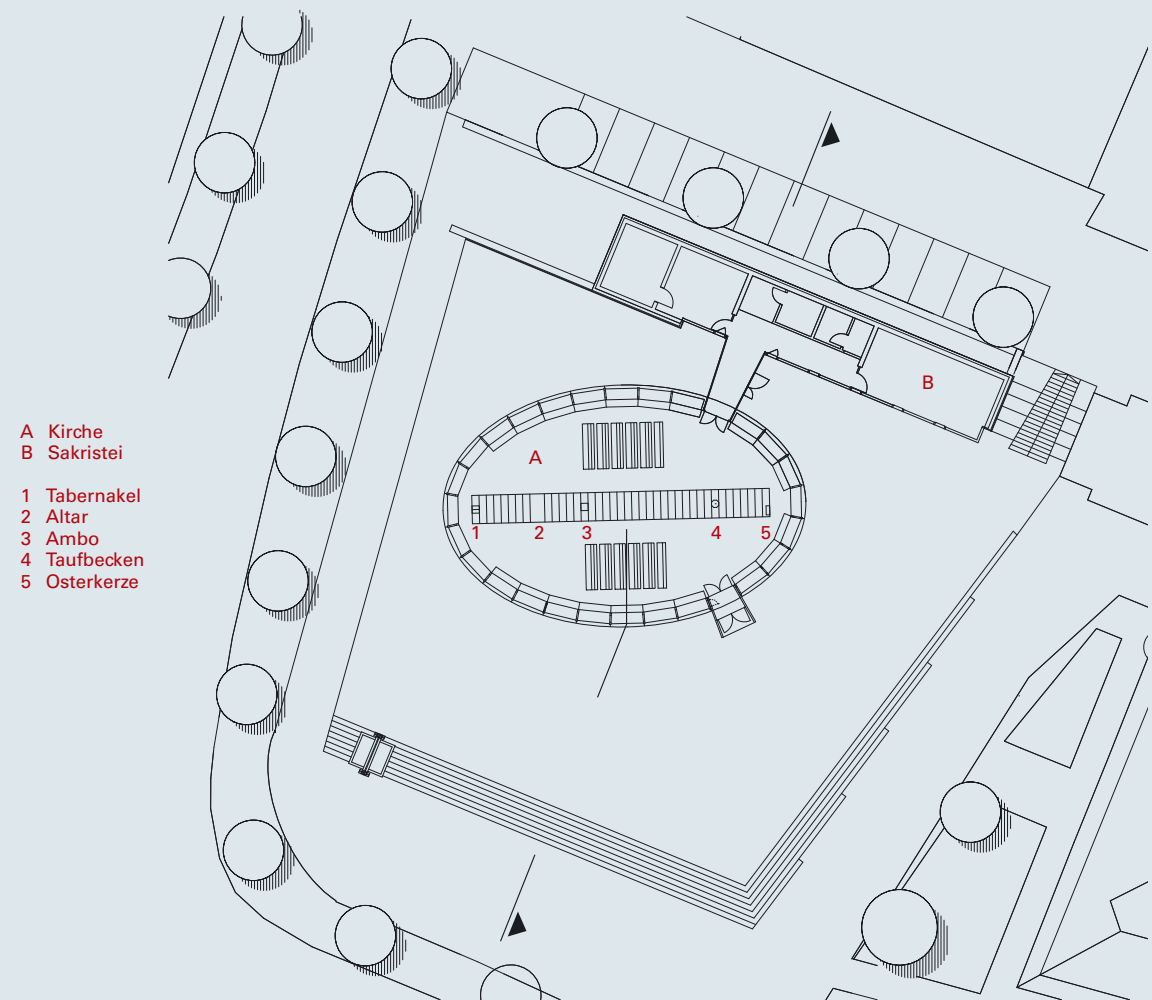 A Kirche
B Sakristei
1 Tabernakel
2 Altar
3 Ambo
4 Taufbecken
5 Osterkerze
B
A
1 2 3 4 5